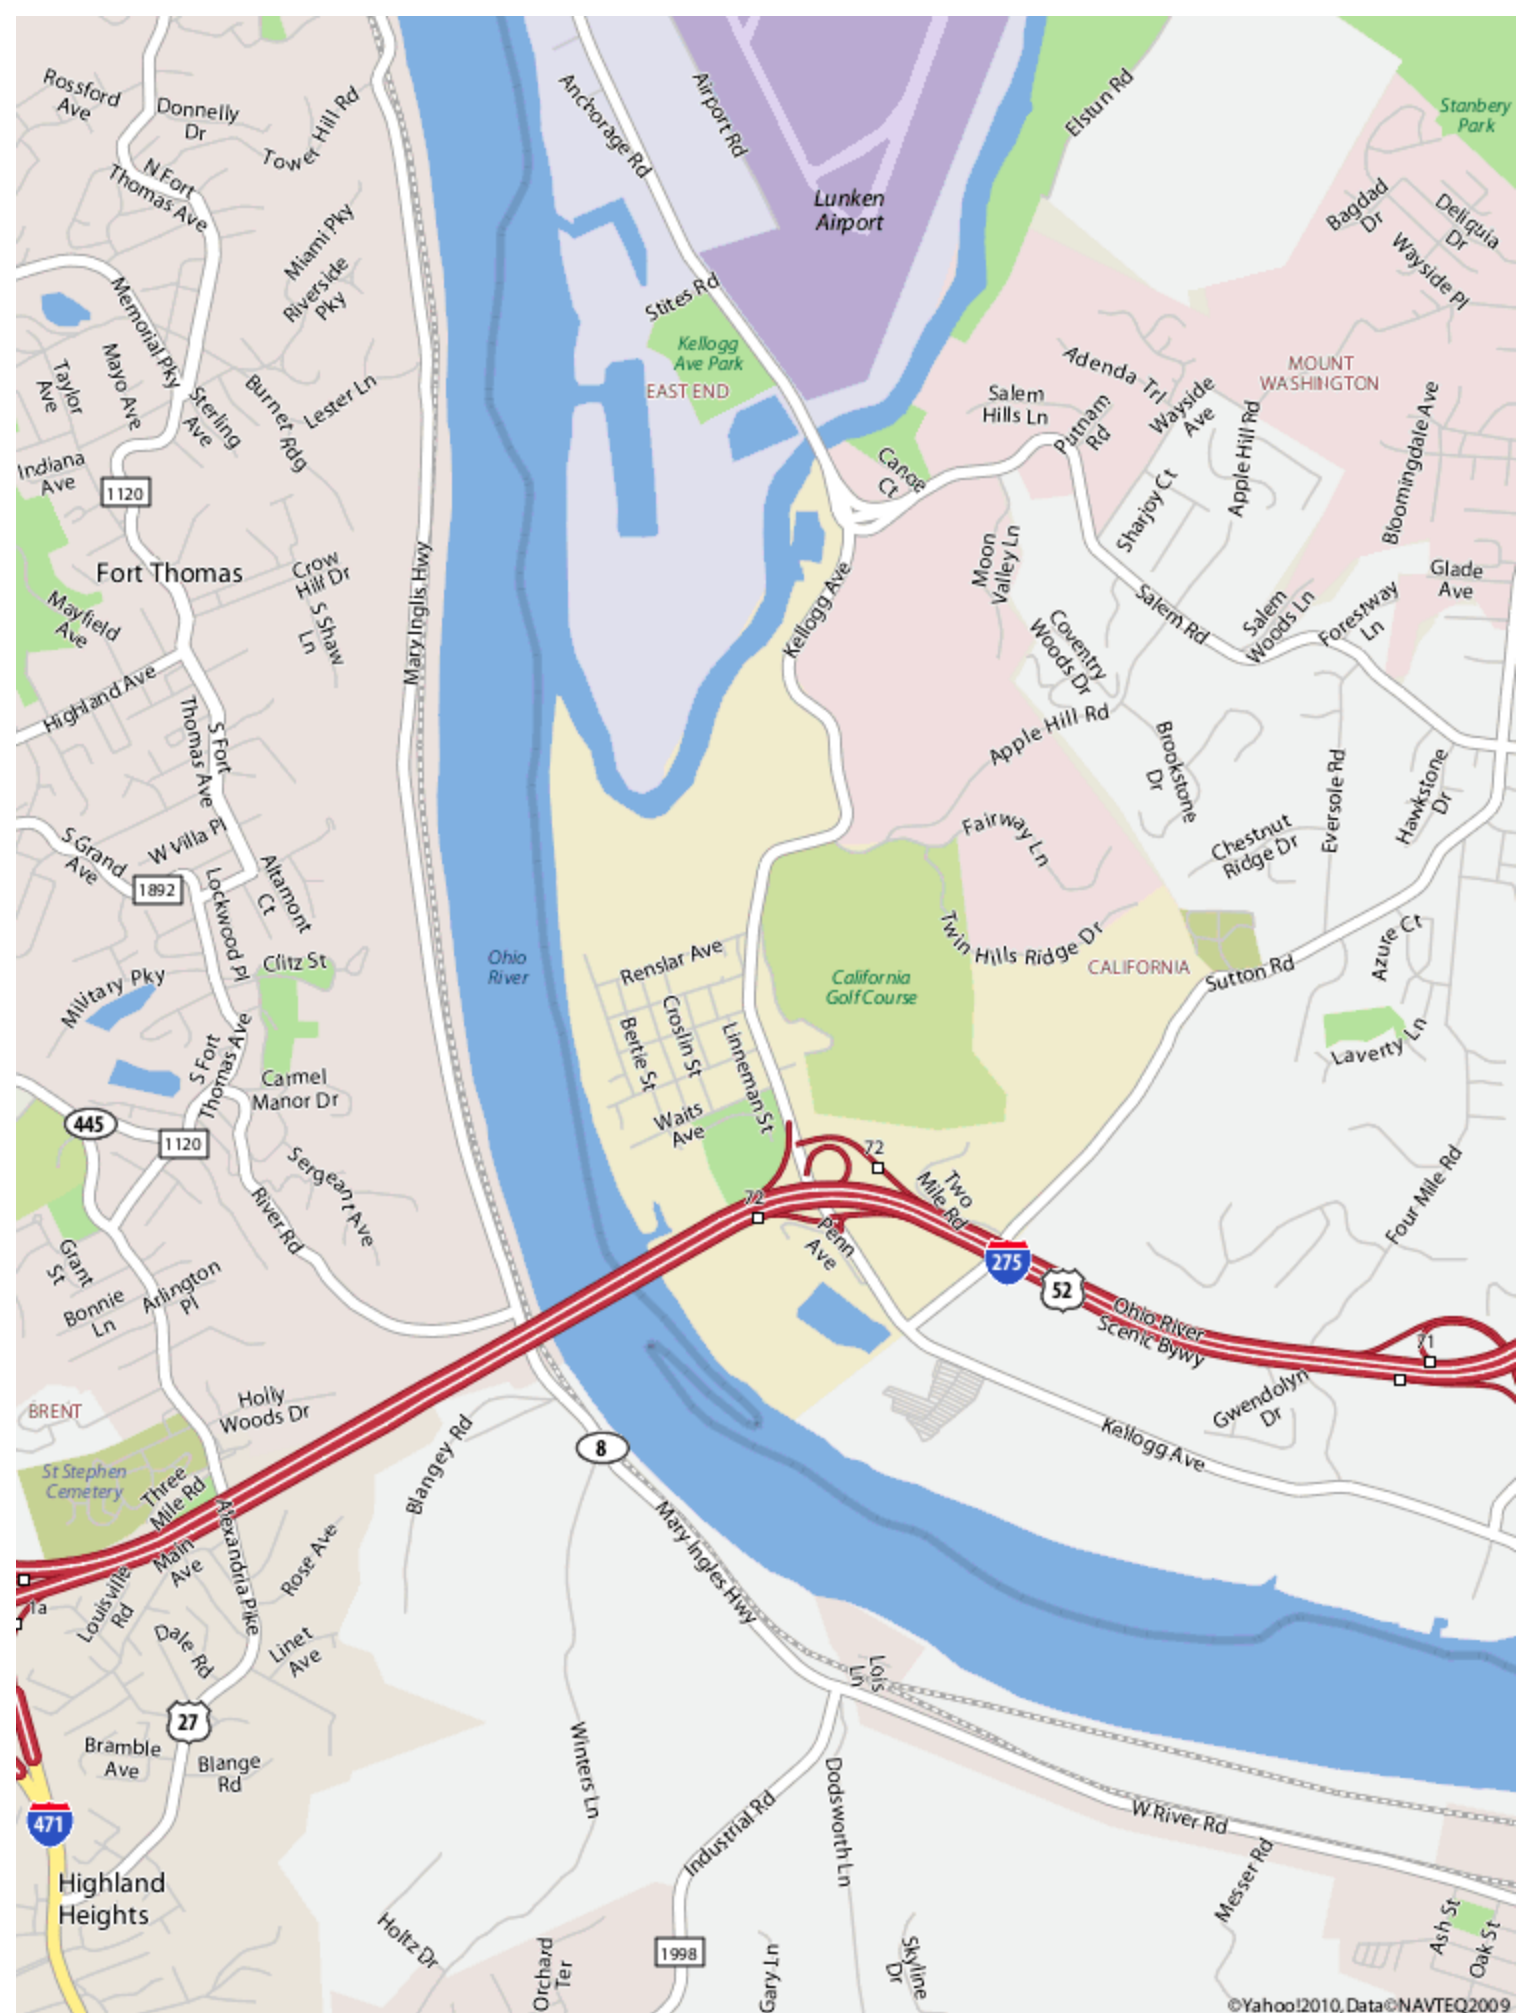 Rossford
Ave
Donnelly
Dr
Tower Hill Rd
N Fort
Thomas Ave
Miami Pky
Riverside
Pky
Memorial Pky
Mayo Ave
Taylor
Ave
Sterling
Ave
Burnet Rdg
Lester Ln
Indiana
Ave
1120
Fort Thomas
Crow
Hill Dr
S Shaw
Ln
Mayfield
Ave
Highland Ave
S Fort
Thomas Ave
Mary Inglis Hwy
W Villa Pl
S Grand
Ave
1892
Lockwood Pl
Altamont
Ct
Clitz St
Military Pky
S Fort
Thomas Ave
Carmel
Manor Dr
445
1120
Sergeant Ave
River Rd
Grant
St
Bonnie
Ln
Arlington
Pl
BRENT
Holly
Woods Dr
St Stephen
Cemetery
Three
Mile Rd
Main
Ave
Alexandria Pike
Rose Ave
Louisville
Rd
1a
Dale Rd
Linet
Ave
27
Bramble
Ave
Blange
Rd
471
Highland
Heights
Anchorage Rd
Airport Rd
Lunken
Airport
Elstun Rd
Stanbery
Park
Bagdad
Dr
Deliquia
Dr
Wayside Pl
Stites Rd
Kellogg
Ave Park
EAST END
MOUNT
WASHINGTON
Adenda Trl
Wayside
Ave
Salem
Hills Ln
Putnam
Rd
Apple Hill Rd
Bloomingdale Ave
Canoe
Ct
Sharjoy Ct
Moon
Valley Ln
Kellogg Ave
Salem Rd
Salem
Woods Ln
Forestway
Ln
Glade
Ave
Coventry
Woods Dr
Apple Hill Rd
Brookstone
Dr
Eversole Rd
Hawkstone
Dr
Fairway Ln
Chestnut
Ridge Dr
Twin Hills Ridge Dr
CALIFORNIA
Sutton Rd
Azure Ct
Laverty Ln
Ohio
River
Renslar Ave
Croslin St
Bertie St
Linneman St
Waits
Ave
California
Golf Course
72
72
Two
Mile Rd
Penn
Ave
Four Mile Rd
275
52
Ohio River
Scenic Bywy
71
Gwendolyn
Dr
Kellogg Ave
Blangey Rd
8
Mary Ingles Hwy
Lois
Ln
Winters Ln
Industrial Rd
Dodsworth Ln
W River Rd
Messer Rd
Holtz Dr
Orchard
Ter
1998
Gary Ln
Skyline
Dr
Ash St
Oak St
©Yahoo!2010, Data©NAVTEQ2009